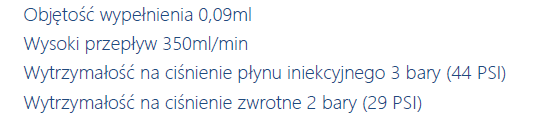 Objętość wypełnienia 0,09ml
Wysoki przepływ 350ml/min
Wytrzymałość na ciśnienie płynu iniekcyjnego 3 bary (44 PSI)
Wytrzymałość na ciśnienie zwrotne 2 bary (29 PSI)